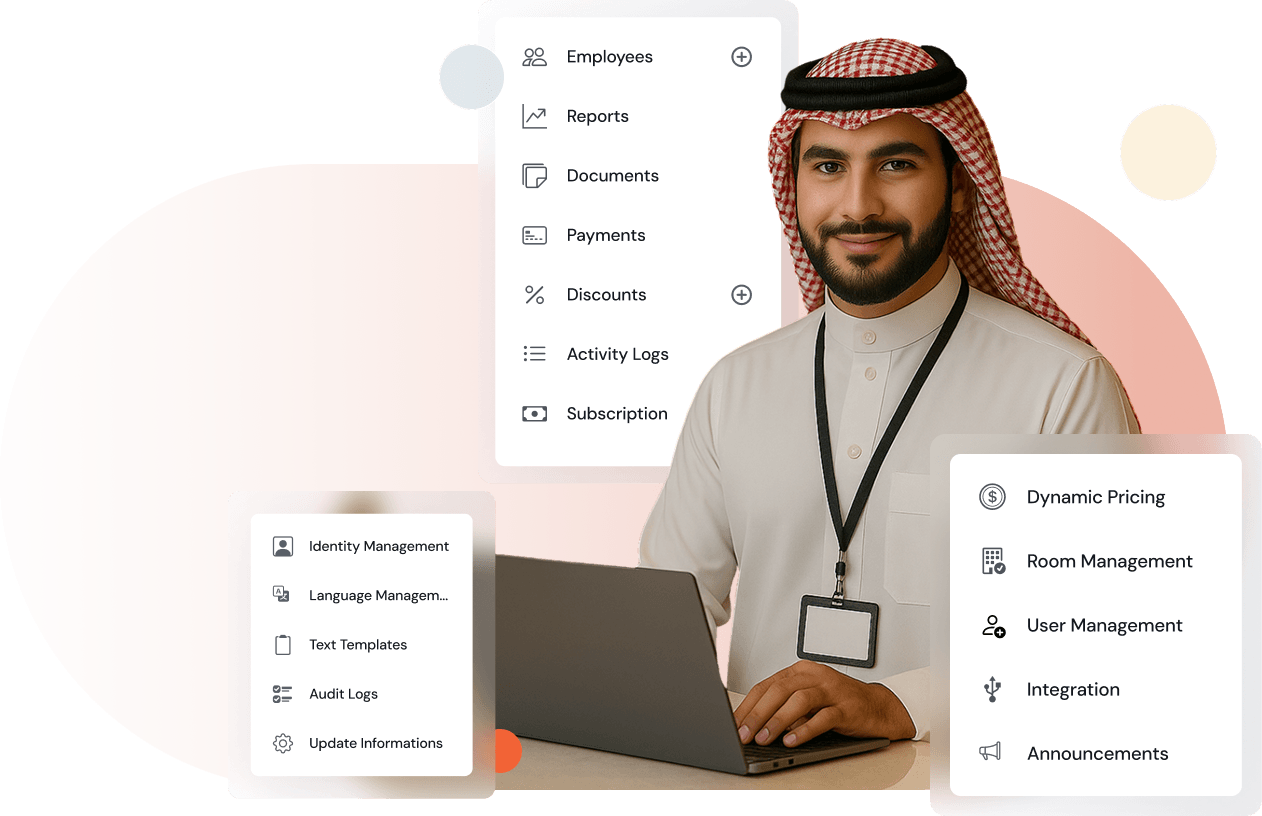 Employees
Reports
Documents
Payments
Discounts
Activity Logs
Subscription
Identity Management
Language Managem...
Text Templates
Audit Logs
Update Informations
Dynamic Pricing
Room Management
User Management
Integration
Announcements